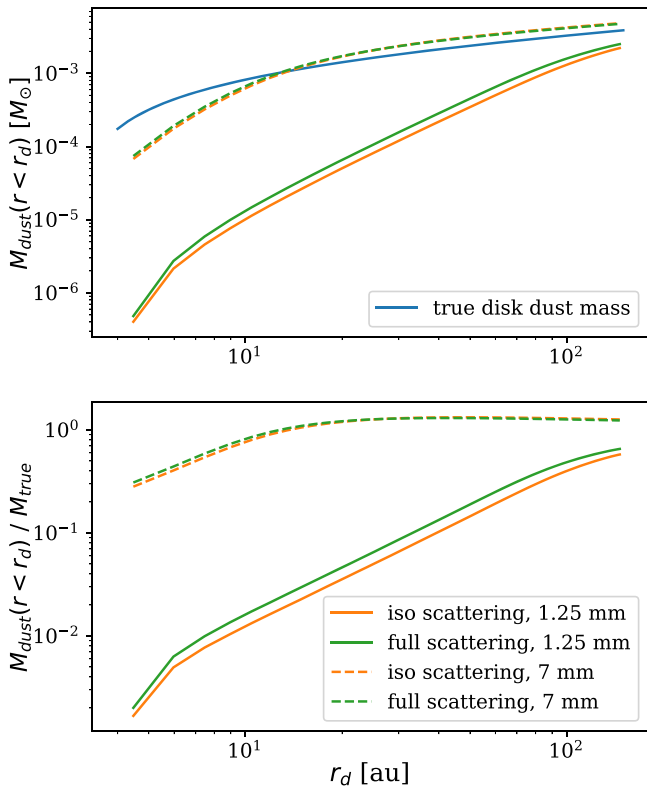 M_dust(r < r_d) [M_⊙]
10^-3
10^-4
10^-5
10^-6
true disk dust mass
10^1
10^2
M_dust(r < r_d) / M_true
10^0
10^-1
10^-2
iso scattering, 1.25 mm
full scattering, 1.25 mm
iso scattering, 7 mm
full scattering, 7 mm
10^1
10^2
r_d [au]